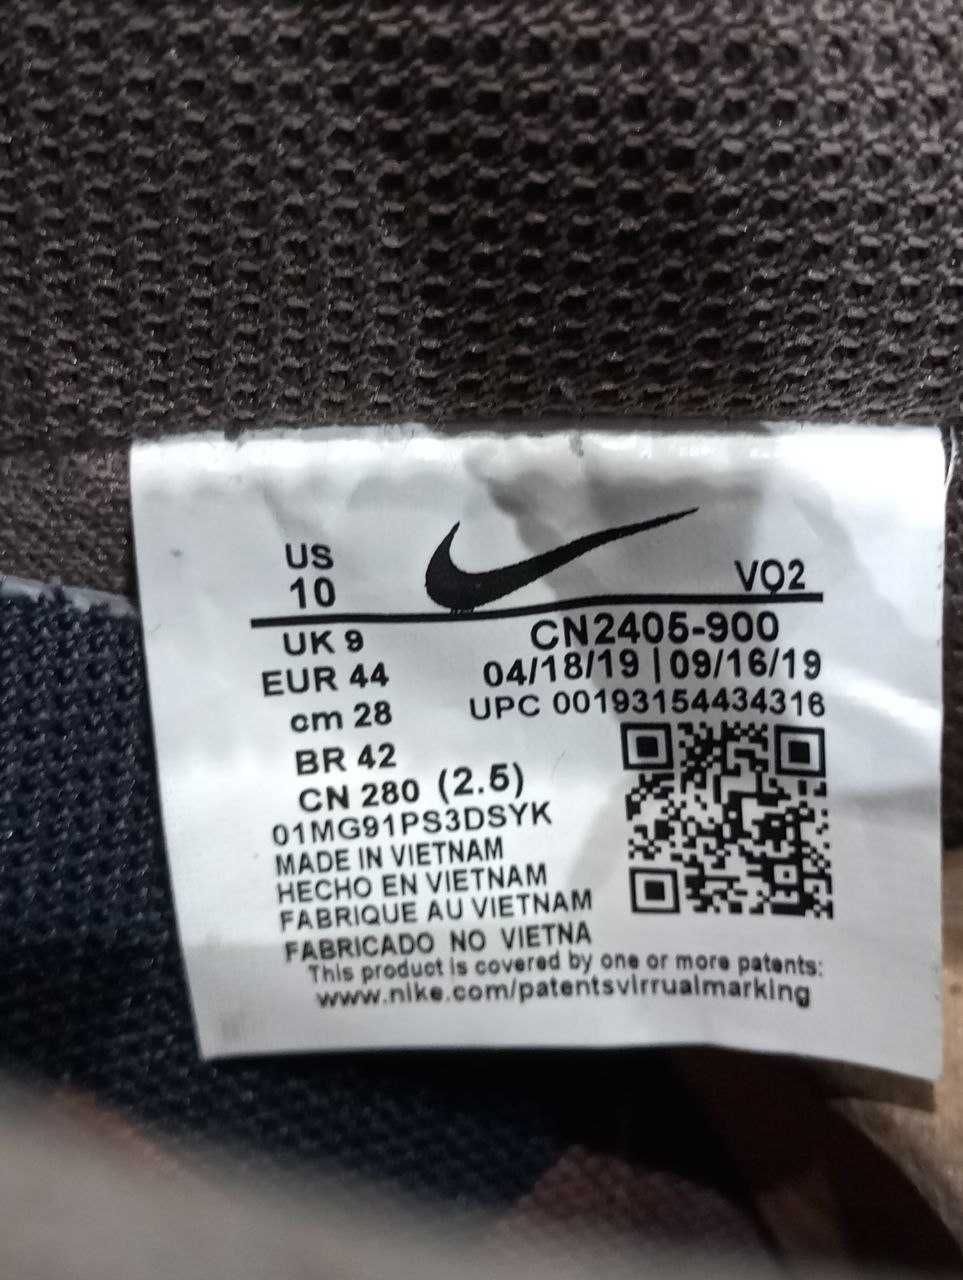 US
10
VQ2
UK 9
CN2405-900
EUR 44
04/18/19 | 09/16/19
cm 28
UPC 00193154434316
BR 42
CN 280 (2.5)
01MG91PS3DSYK
MADE IN VIETNAM
HECHO EN VIETNAM
FABRIQUE AU VIETNAM
FABRICADO NO VIETNA
This product is covered by one or more patents:
www.nike.com/patentsvirrualmarking